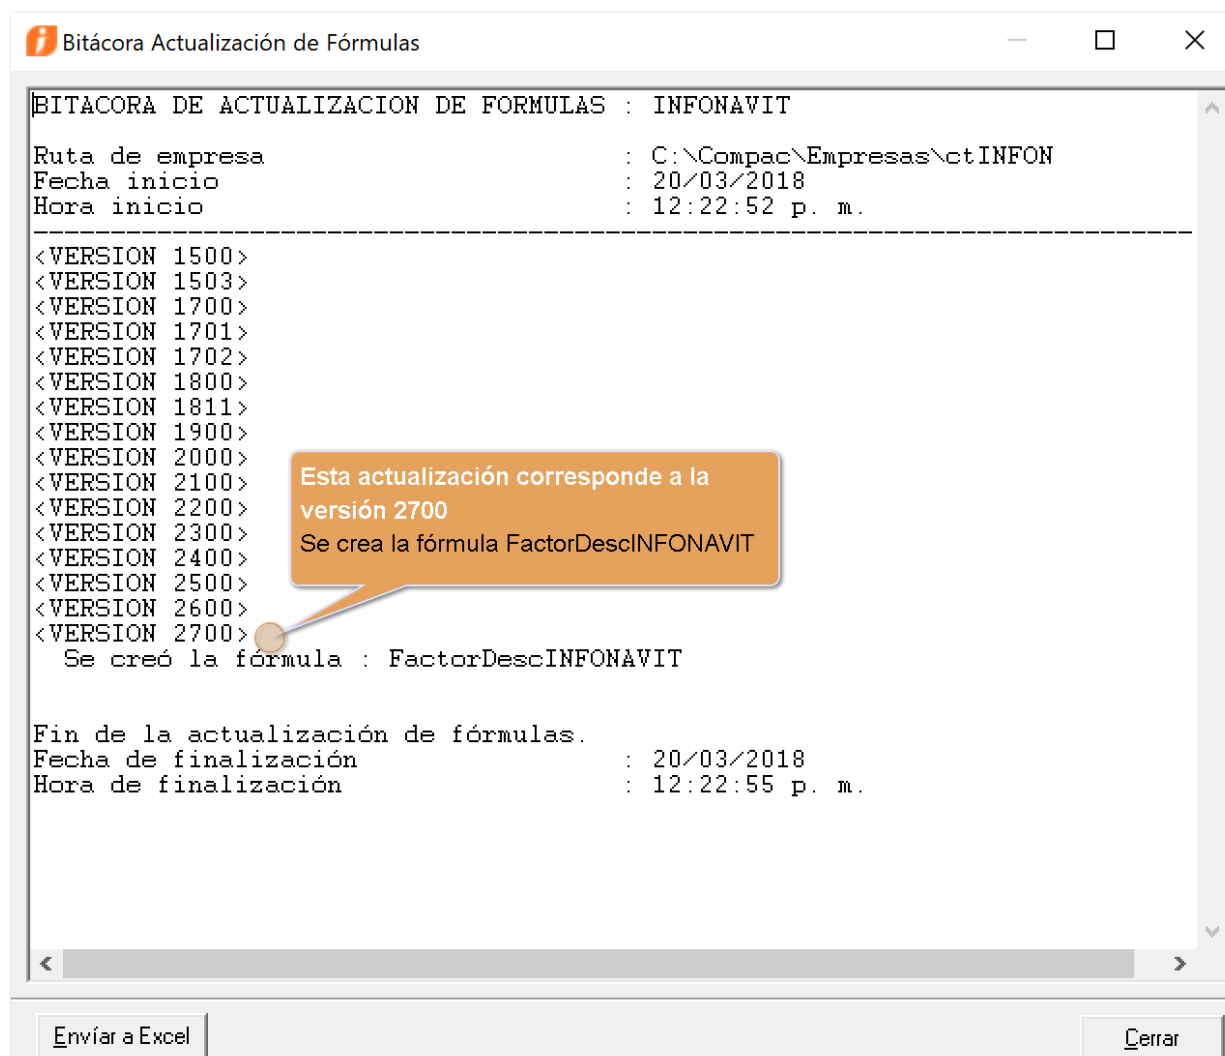 Bitácora Actualización de Fórmulas
BITACORA DE ACTUALIZACION DE FORMULAS : INFONAVIT
Ruta de empresa : C:\Compac\Empresas\ctINFON
Fecha inicio : 20/03/2018
Hora inicio : 12:22:52 p. m.
<VERSION 1500>
<VERSION 1503>
<VERSION 1700>
<VERSION 1701>
<VERSION 1702>
<VERSION 1800>
<VERSION 1811>
<VERSION 1900>
<VERSION 2000>
<VERSION 2100>
<VERSION 2200>
<VERSION 2300>
<VERSION 2400>
<VERSION 2500>
<VERSION 2600>
<VERSION 2700>
Esta actualización corresponde a la
versión 2700
Se crea la fórmula FactorDescINFONAVIT
Se creó la fórmula : FactorDescINFONAVIT
Fin de la actualización de fórmulas.
Fecha de finalización : 20/03/2018
Hora de finalización : 12:22:55 p. m.
Envíar a Excel
Cerrar